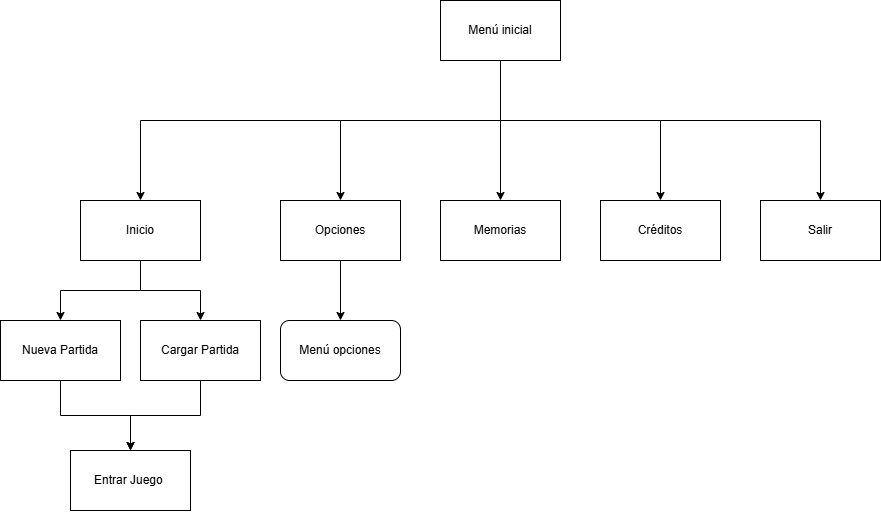 Menú inicial
Inicio
Opciones
Memorias
Créditos
Salir
Nueva Partida
Cargar Partida
Menú opciones
Entrar Juego